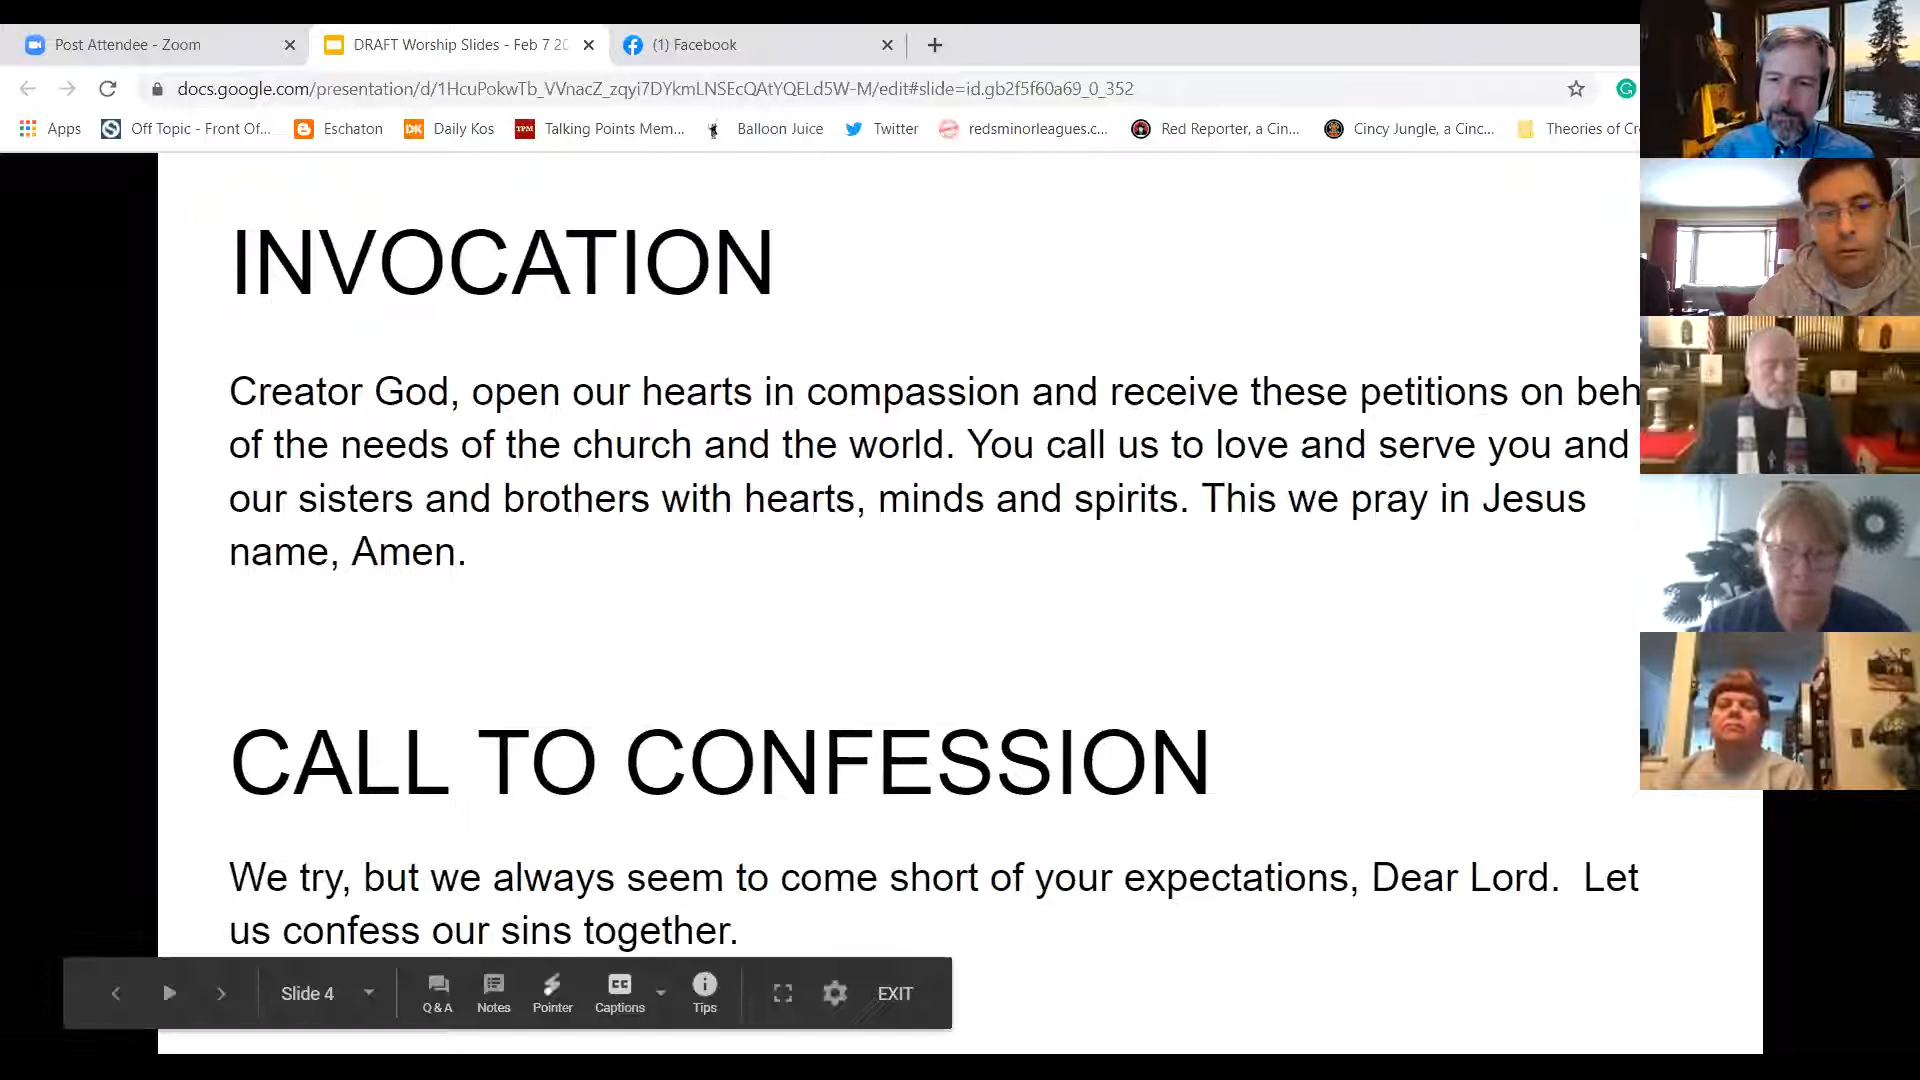 Post Attendee - Zoom
DRAFT Worship Slides - Feb 7 20
(1) Facebook
docs.google.com/presentation/d/1HcuPokwTb_VVnacZ_zqyi7DYkmLNSEcQAtYQELd5W-M/edit#slide=id.gb2f5f60a69_0_352
Apps
Off Topic - Front Of...
Eschaton
DK
Daily Kos
TPM
Talking Points Mem...
Balloon Juice
Twitter
redsminorleagues.c...
Red Reporter, a Cin...
Cincy Jungle, a Cinc...
Theories of Cr
INVOCATION
Creator God, open our hearts in compassion and receive these petitions on beh
of the needs of the church and the world. You call us to love and serve you and
our sisters and brothers with hearts, minds and spirits. This we pray in Jesus
name, Amen.
CALL TO CONFESSION
We try, but we always seem to come short of your expectations, Dear Lord.  Let
us confess our sins together.
Slide 4
Q & A
Notes
Pointer
CC
Captions
Tips
EXIT